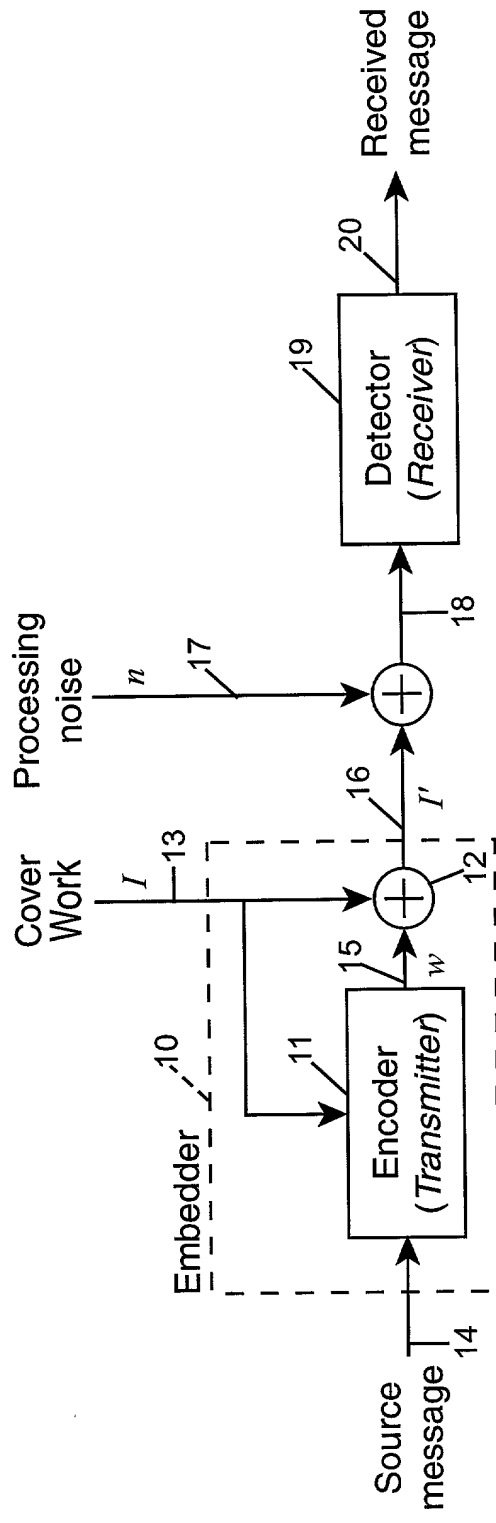 Source
message
14
Embedder
10
Encoder
(Transmitter)
11
Cover
Work
I
13
15
w
12
16
I'
Processing
noise
n
17
18
Detector
(Receiver)
19
20
Received
message